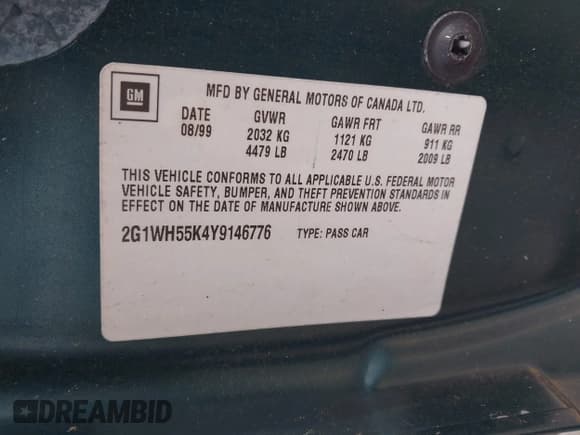 GM
MFD BY GENERAL MOTORS OF CANADA LTD.
DATE GVWR GAWR FRT GAWR RR
08/99 2032 KG 1121 KG 911 KG
4479 LB 2470 LB 2009 LB
THIS VEHICLE CONFORMS TO ALL APPLICABLE U.S. FEDERAL MOTOR
VEHICLE SAFETY, BUMPER, AND THEFT PREVENTION STANDARDS IN
EFFECT ON THE DATE OF MANUFACTURE SHOWN ABOVE.
2G1WH55K4Y9146776 TYPE: PASS CAR
DREAMBID